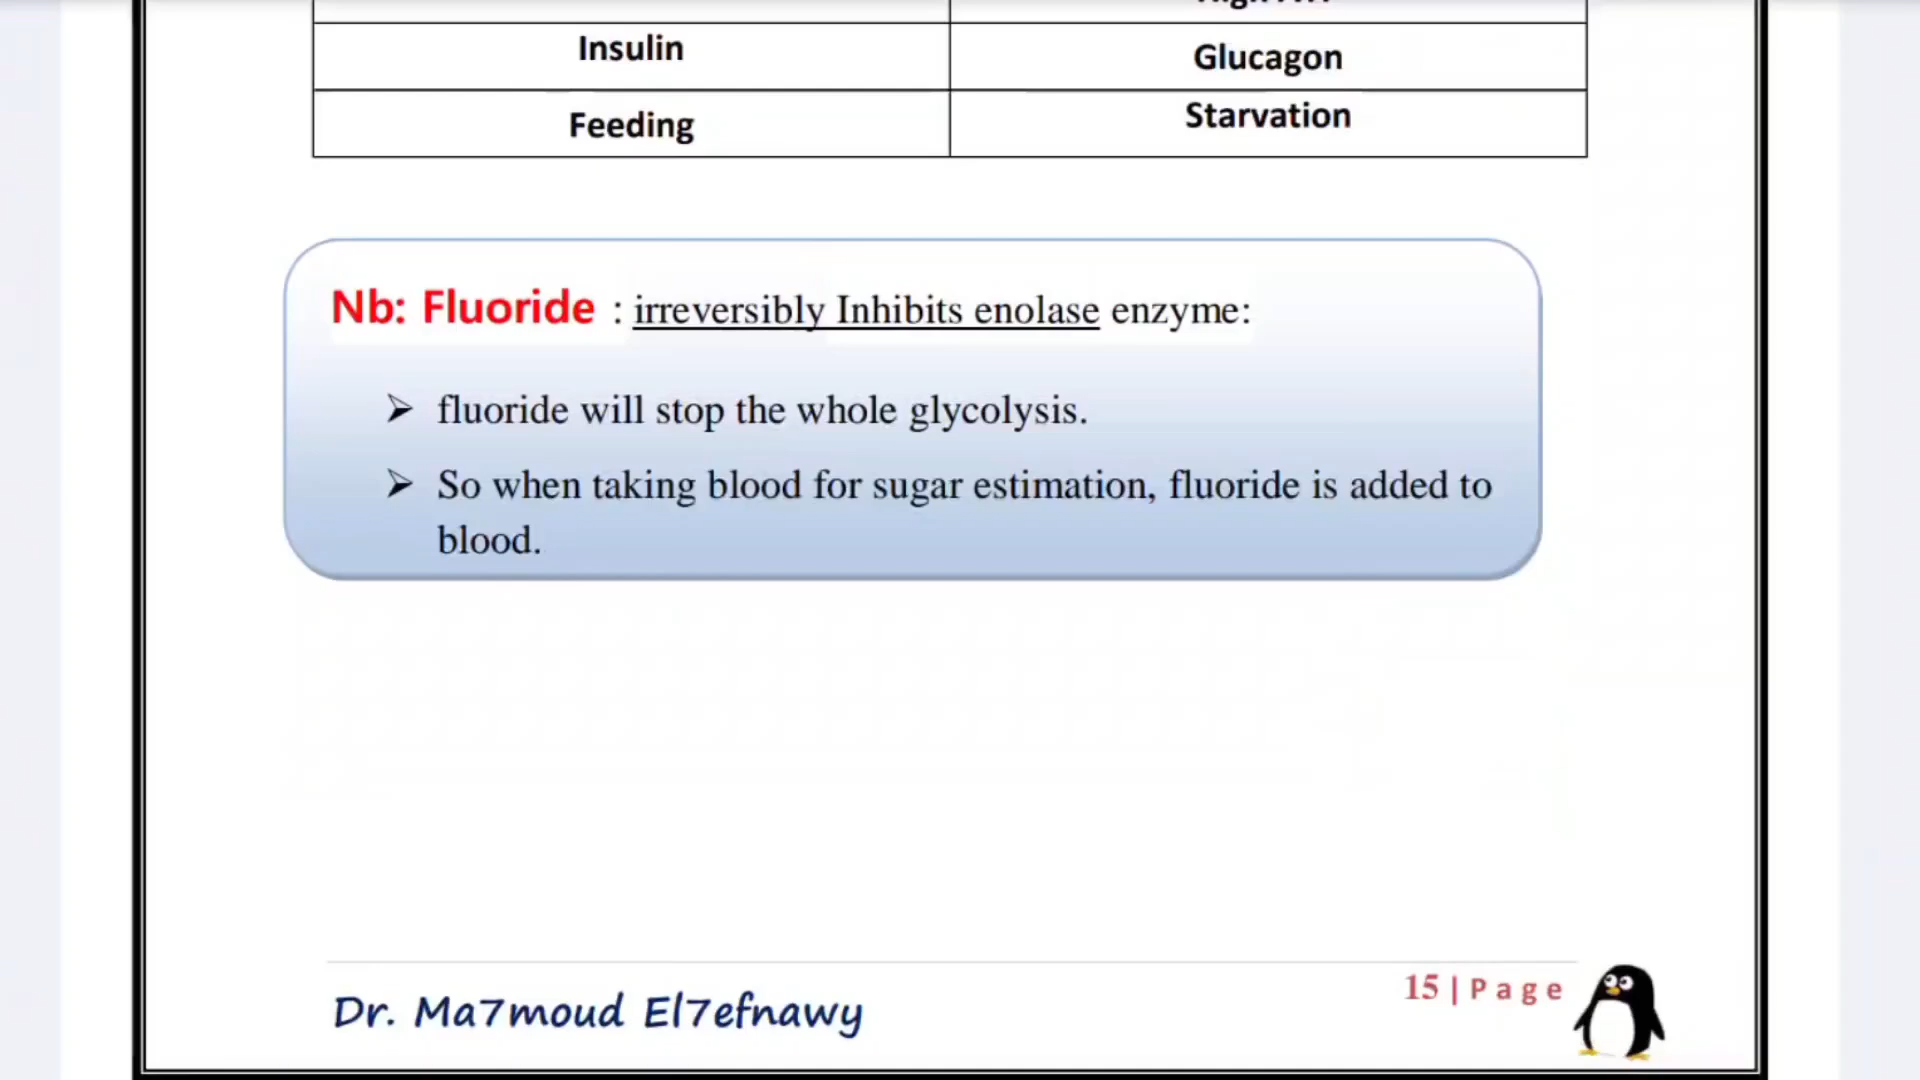 Insulin Glucagon
Feeding Starvation
Nb: Fluoride : irreversibly Inhibits enolase enzyme:
➢ fluoride will stop the whole glycolysis.
➢ So when taking blood for sugar estimation, fluoride is added to
blood.
15 | Page
Dr. Ma7moud El7efnawy